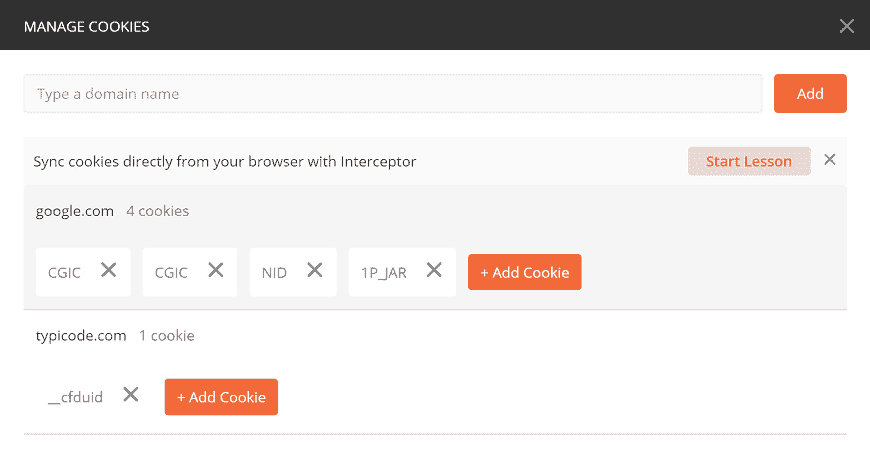 MANAGE COOKIES
Type a domain name
Add
Sync cookies directly from your browser with Interceptor
Start Lesson
google.com 4 cookies
CGIC CGIC NID 1P_JAR + Add Cookie
typicode.com 1 cookie
__cfduid + Add Cookie